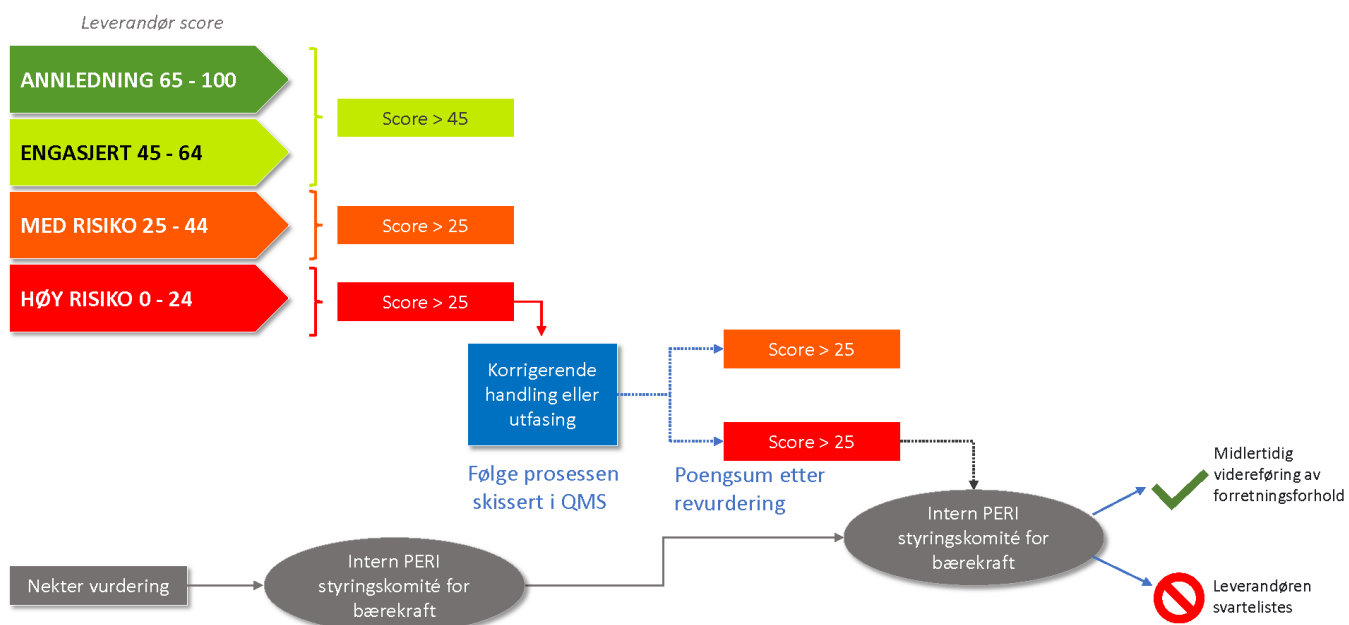 Leverandør score
ANNLEDNING 65 - 100
Score > 45
ENGASJERT 45 - 64
MED RISIKO 25 - 44
Score > 25
HØY RISIKO 0 - 24
Score > 25
Korrigerende
handling eller
utfasing
Score > 25
Score > 25
Følge prosessen
skissert i QMS
Poengsum etter
revurdering
Midlertidig
videreføring av
forretningsforhold
Intern PERI
styringskomité for
bærekraft
Nekter vurdering
Intern PERI
styringskomité for
bærekraft
Leverandøren
svartelistes